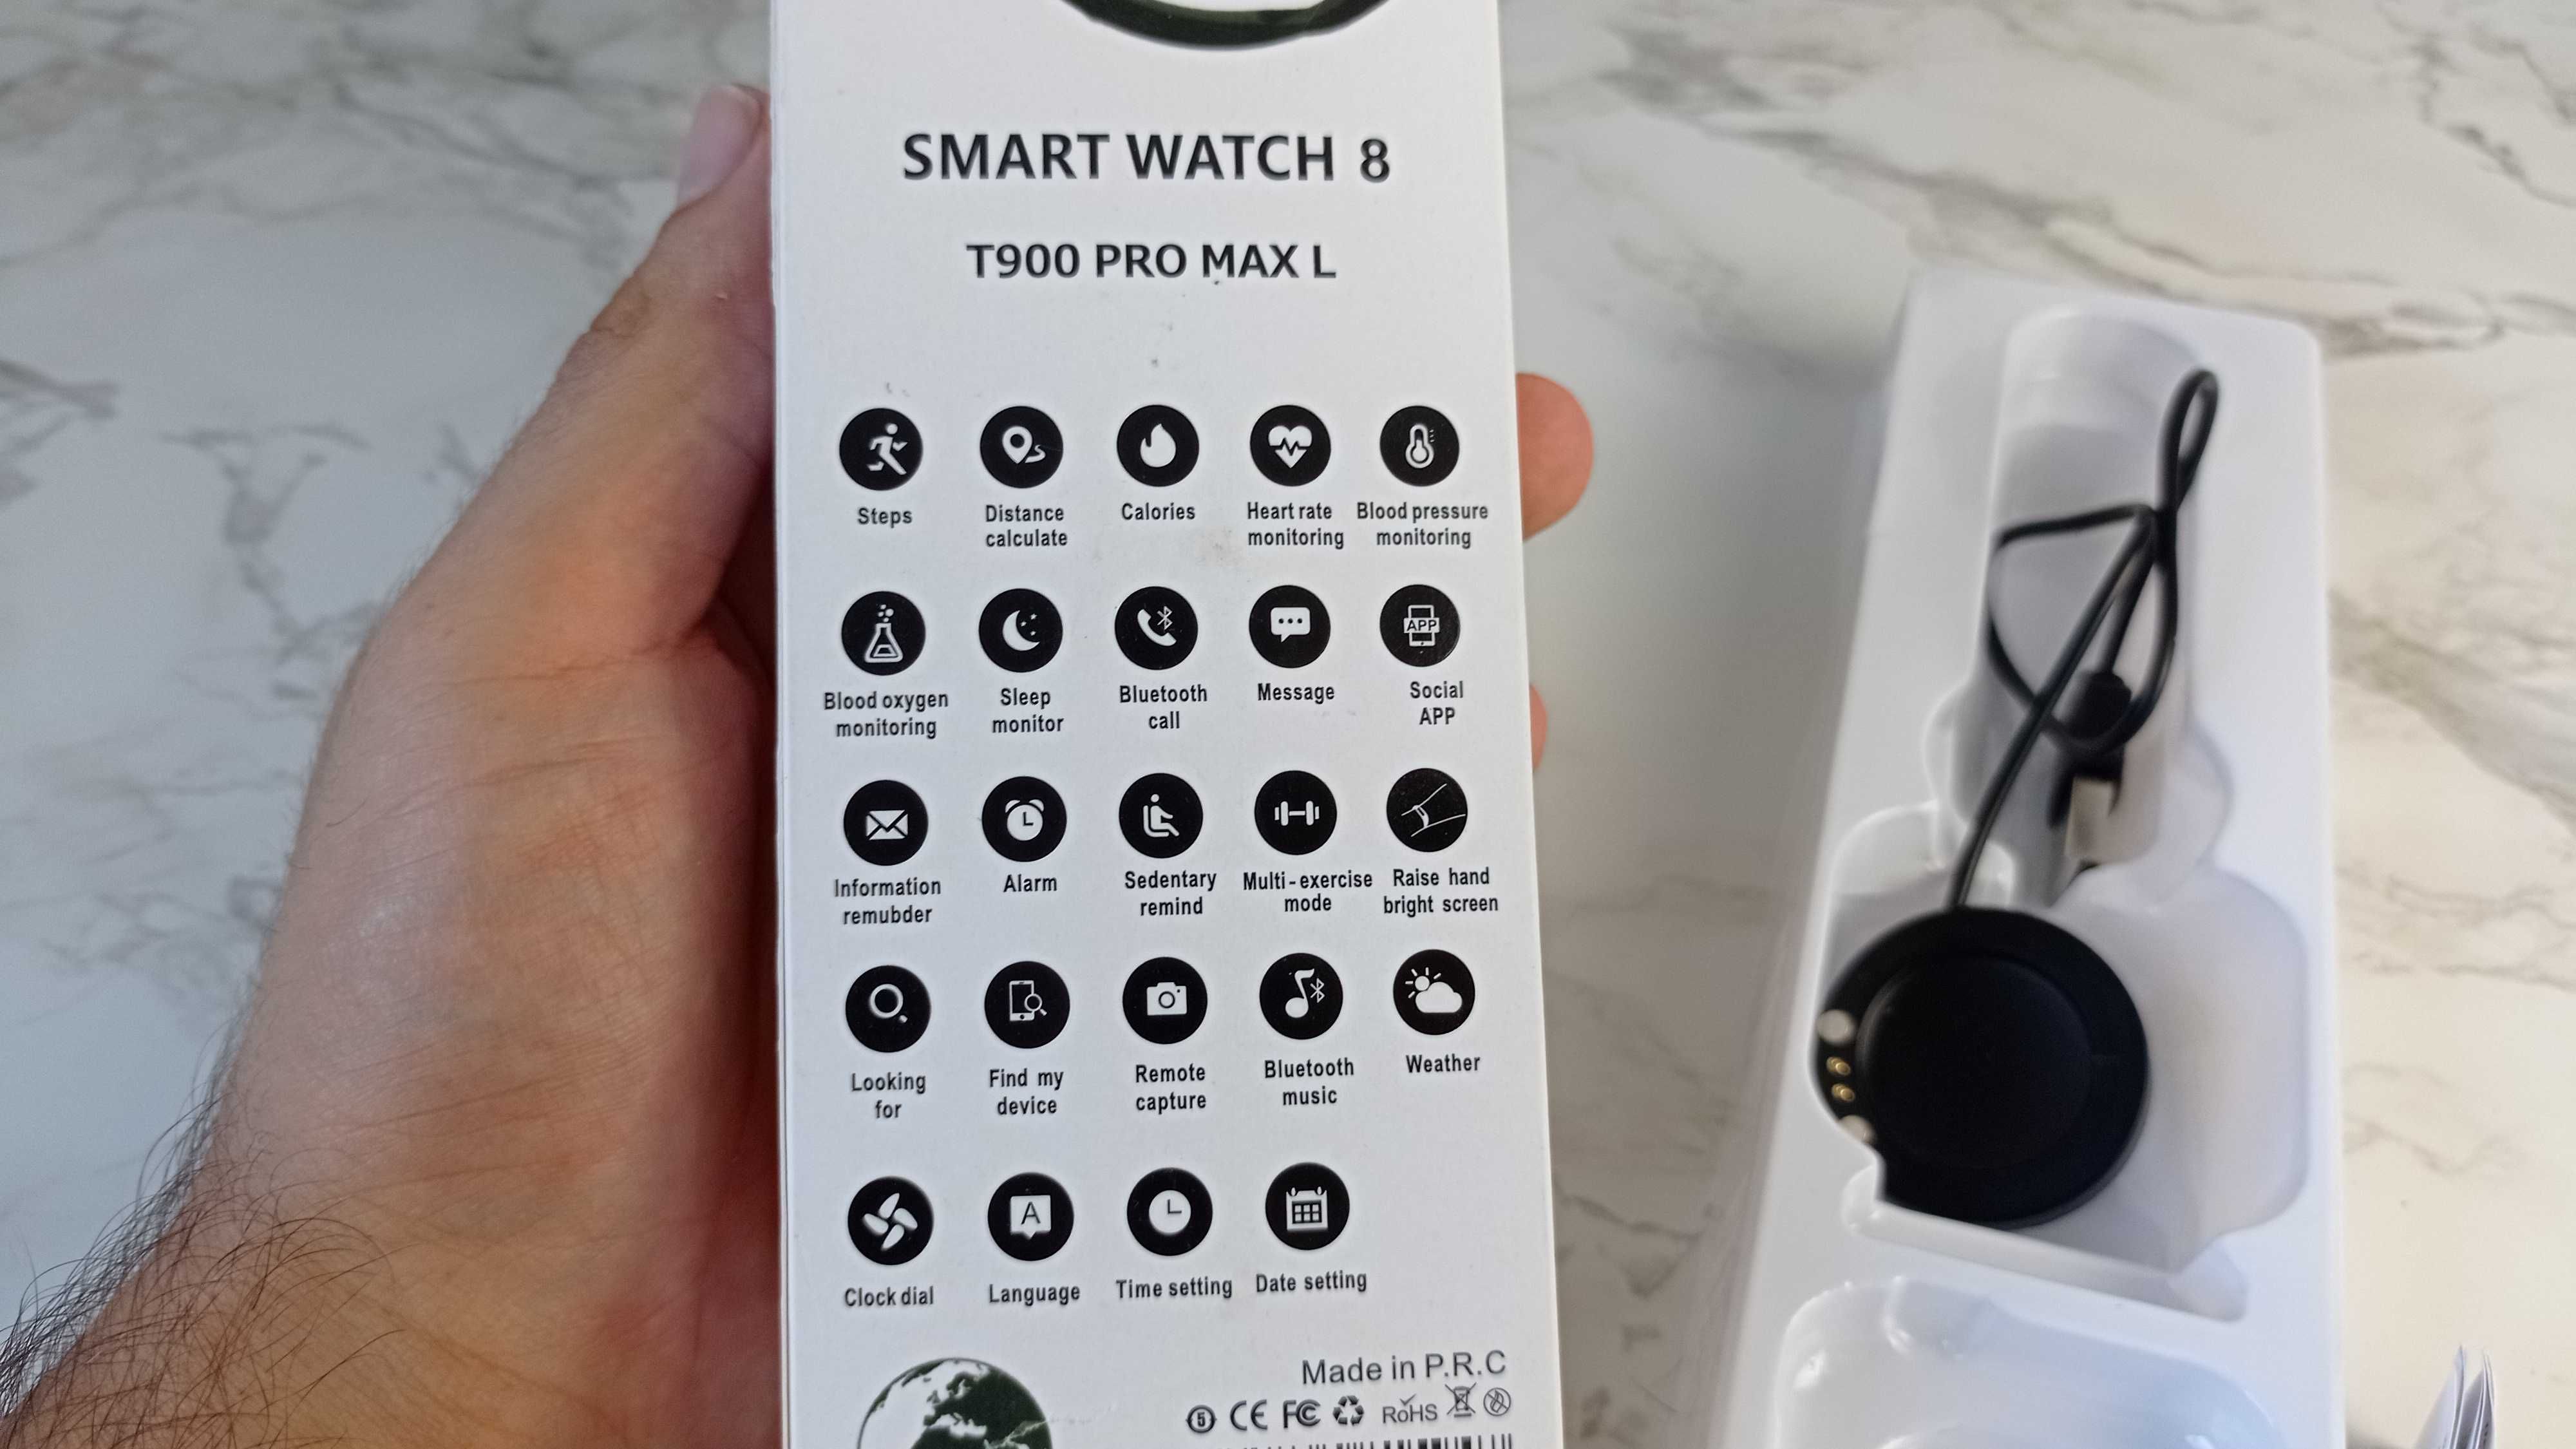 SMART WATCH 8
T900 PRO MAX L
Steps
Distance
calculate
Calories
Heart rate
monitoring
Blood pressure
monitoring
Blood oxygen
monitoring
Sleep
monitor
Bluetooth
call
Message
APP
Social
APP
Information
remubder
Alarm
Sedentary
remind
Multi-exercise
mode
Raise hand
bright screen
Looking
for
Find my
device
Remote
capture
Bluetooth
music
Weather
Clock dial
A
Language
Time setting
Date setting
Made in P.R.C
5 CE FC RoHS